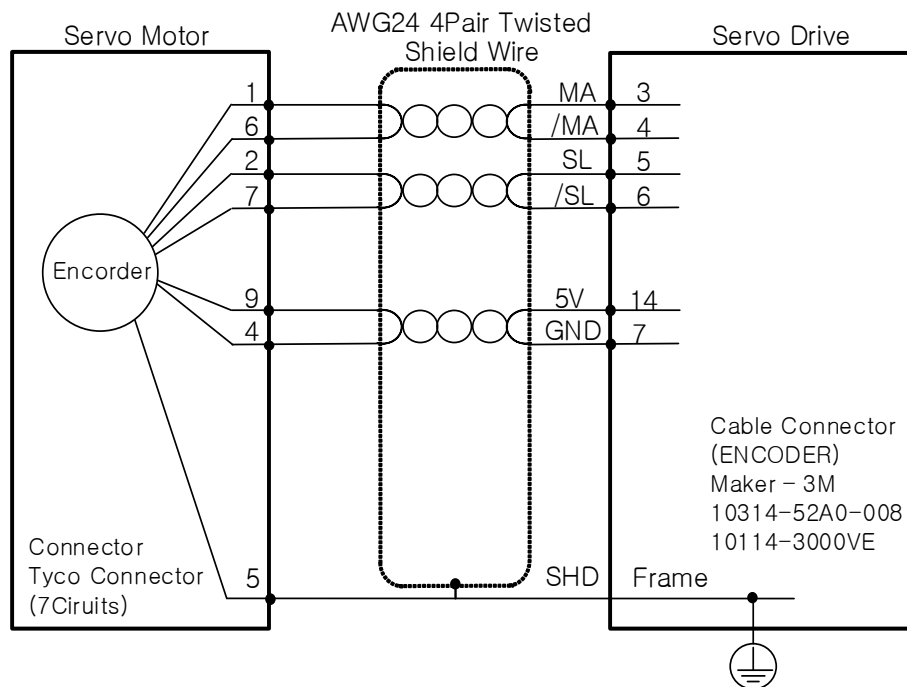 Servo Motor
AWG24 4Pair Twisted
Shield Wire
Servo Drive
1
MA
3
6
/MA
4
2
SL
5
7
/SL
6
Encorder
9
5V
14
4
GND
7
Cable Connector
(ENCODER)
Maker - 3M
10314-52A0-008
10114-3000VE
Connector
Tyco Connector
(7Ciruits)
5
SHD
Frame